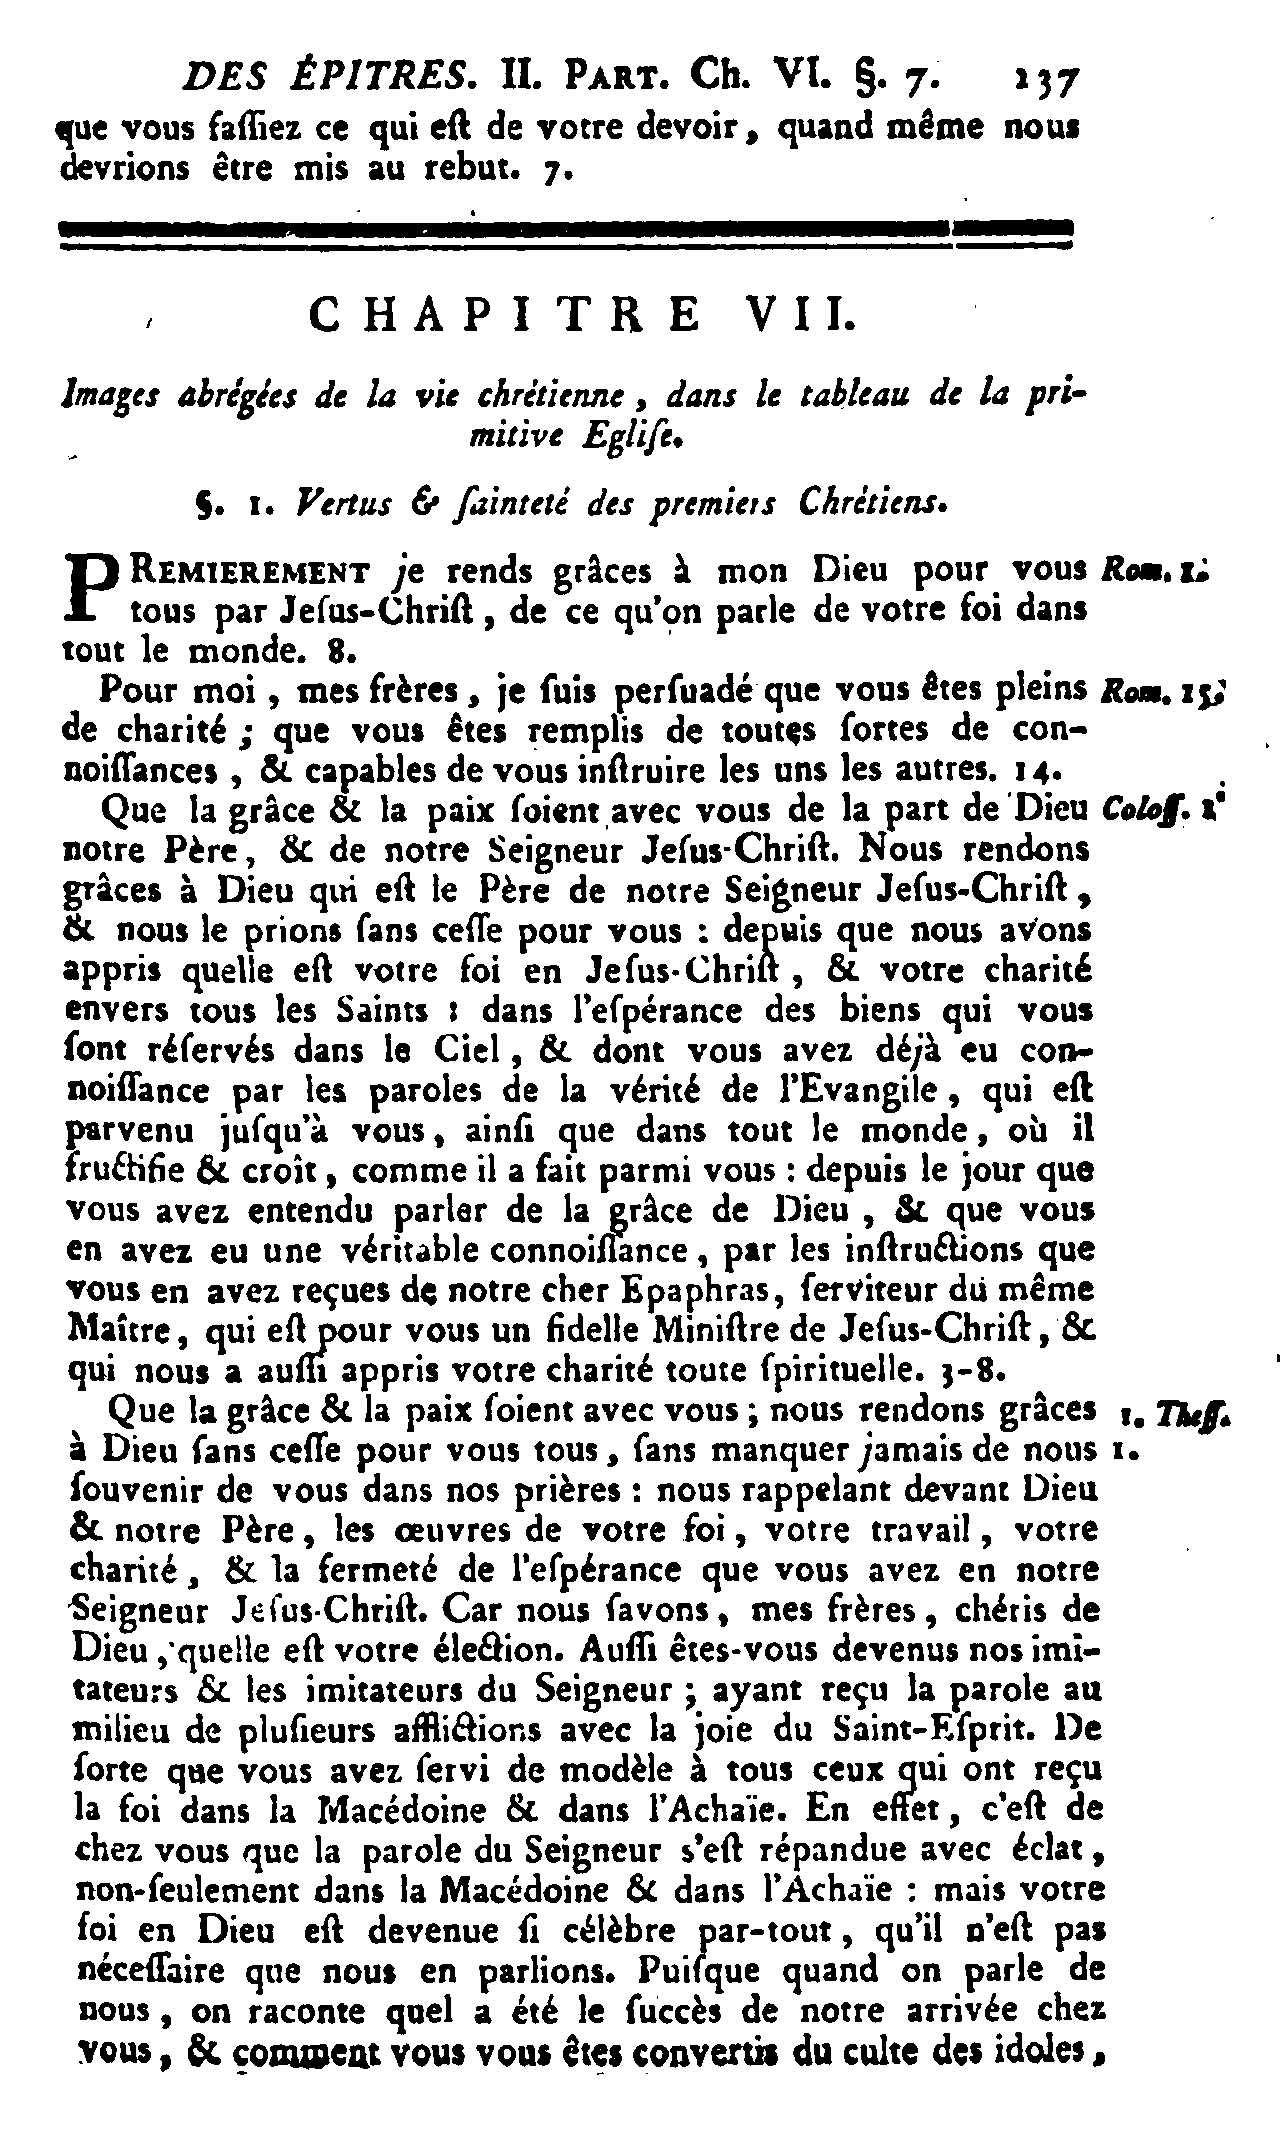 DES ÉPITRES. II. PART. Ch. VI. §. 7. 137
que vous faſſiez ce qui eſt de votre devoir, quand même nous
devrions être mis au rebut. 7.
CHAPITRE VII.
Images abrégées de la vie chrétienne, dans le tableau de la pri-
mitive Egliſe.
§. 1. Vertus & ſainteté des premiers Chrétiens.
PREMIEREMENT je rends grâces à mon Dieu pour vous Rom. 1.
tous par Jeſus-Chriſt, de ce qu'on parle de votre foi dans
tout le monde. 8.
Pour moi, mes frères, je ſuis perſuadé que vous êtes pleins Rom. 15.
de charité; que vous êtes remplis de toutes ſortes de con-
noiſſances, & capables de vous inſtruire les uns les autres. 14.
Que la grâce & la paix ſoient avec vous de la part de Dieu Coloſſ. 1.
notre Père, & de notre Seigneur Jeſus-Chriſt. Nous rendons
grâces à Dieu qui eſt le Père de notre Seigneur Jeſus-Chriſt,
& nous le prions ſans ceſſe pour vous : depuis que nous avons
appris quelle eſt votre foi en Jeſus-Chriſt, & votre charité
envers tous les Saints : dans l'eſpérance des biens qui vous
ſont réſervés dans le Ciel, & dont vous avez déjà eu con-
noiſſance par les paroles de la vérité de l'Evangile, qui eſt
parvenu juſqu'à vous, ainſi que dans tout le monde, où il
fructifie & croît, comme il a fait parmi vous : depuis le jour que
vous avez entendu parler de la grâce de Dieu, & que vous
en avez eu une véritable connoiſſance, par les inſtructions que
vous en avez reçues de notre cher Epaphras, ſerviteur du même
Maître, qui eſt pour vous un fidelle Miniſtre de Jeſus-Chriſt, &
qui nous a auſſi appris votre charité toute ſpirituelle. 3-8.
Que la grâce & la paix ſoient avec vous; nous rendons grâces 1. Theſſ.
à Dieu ſans ceſſe pour vous tous, ſans manquer jamais de nous 1.
ſouvenir de vous dans nos prières : nous rappelant devant Dieu
& notre Père, les œuvres de votre foi, votre travail, votre
charité, & la fermeté de l'eſpérance que vous avez en notre
Seigneur Jeſus-Chriſt. Car nous ſavons, mes frères, chéris de
Dieu, quelle eſt votre élection. Auſſi êtes-vous devenus nos imi-
tateurs & les imitateurs du Seigneur; ayant reçu la parole au
milieu de pluſieurs afflictions avec la joie du Saint-Eſprit. De
ſorte que vous avez ſervi de modèle à tous ceux qui ont reçu
la foi dans la Macédoine & dans l'Achaïe. En effet, c'eſt de
chez vous que la parole du Seigneur s'eſt répandue avec éclat,
non-ſeulement dans la Macédoine & dans l'Achaïe : mais votre
foi en Dieu eſt devenue ſi célèbre par-tout, qu'il n'eſt pas
néceſſaire que nous en parlions. Puiſque quand on parle de
nous, on raconte quel a été le ſuccès de notre arrivée chez
vous, & comment vous vous êtes convertis du culte des idoles,